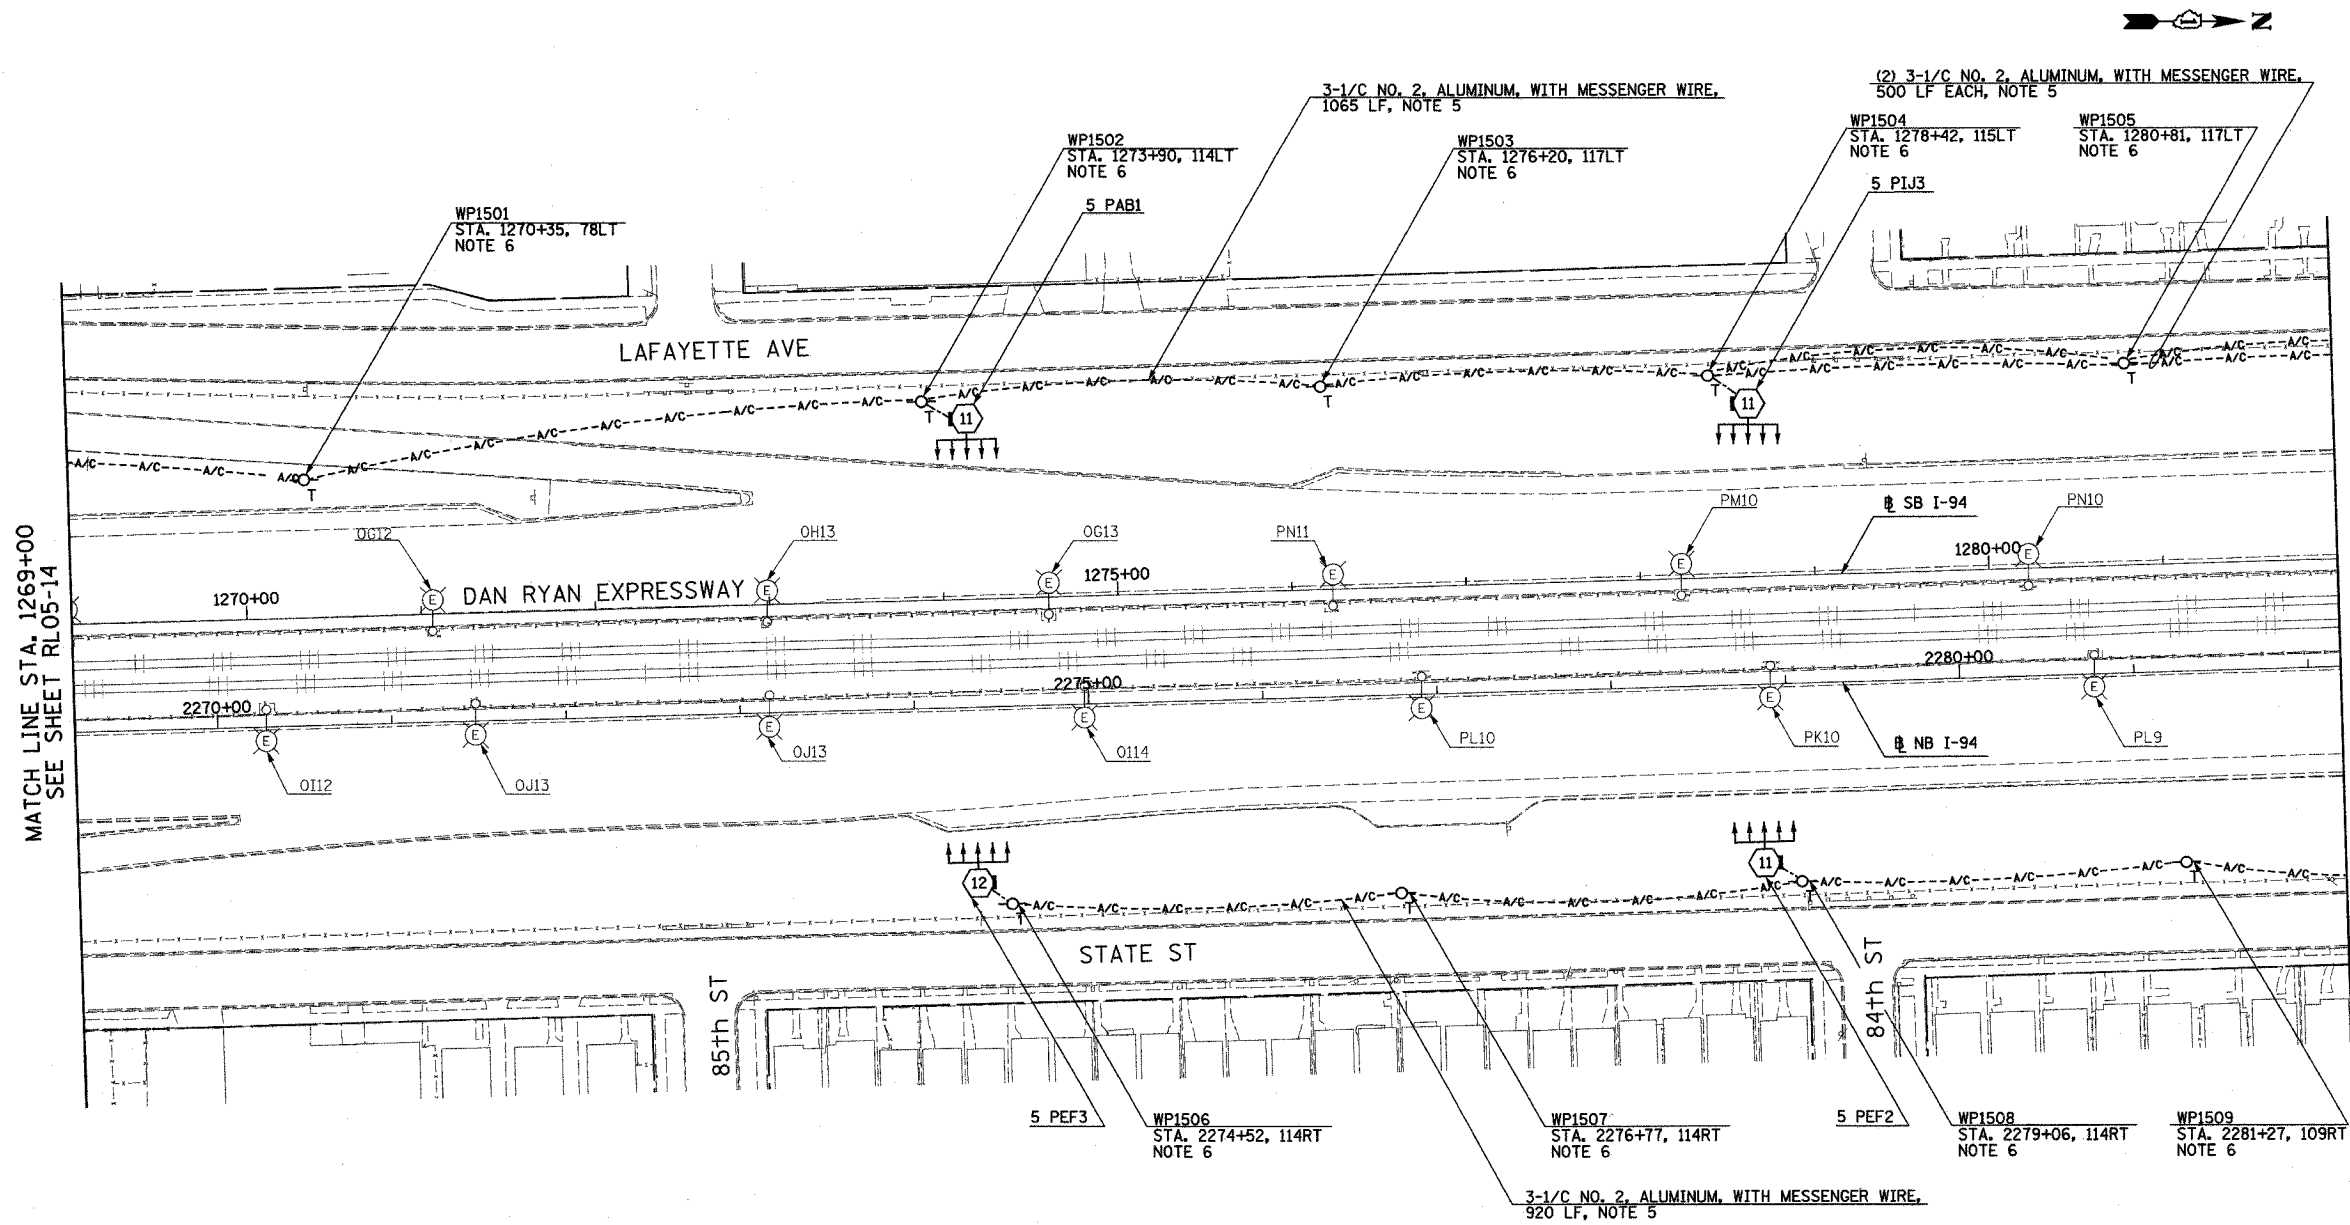 N
(2) 3-1/C NO. 2, ALUMINUM, WITH MESSENGER WIRE,
500 LF EACH, NOTE 5
3-1/C NO. 2, ALUMINUM, WITH MESSENGER WIRE,
1065 LF, NOTE 5
WP1504
STA. 1278+42, 115LT
NOTE 6
WP1505
STA. 1280+81, 117LT
NOTE 6
WP1502
STA. 1273+90, 114LT
NOTE 6
WP1503
STA. 1276+20, 117LT
NOTE 6
5 PIJ3
5 PAB1
WP1501
STA. 1270+35, 78LT
NOTE 6
LAFAYETTE AVE
A/C A/C A/C A/C A/C A/C A/C A/C A/C A/C A/C A/C
T T T T T
11 11
MATCH LINE STA. 1269+00
SEE SHEET RL05-14
OG12
OH13
OG13
PN11
PM10
℄ SB I-94
PN10
1270+00
DAN RYAN EXPRESSWAY
1275+00
1280+00
E E E E E E
2270+00
2275+00
2280+00
E E E E E E E
OI12
OJ13
OJ13
OI14
PL10
PK10
℄ NB I-94
PL9
12
11
A/C A/C A/C A/C A/C A/C A/C A/C A/C A/C A/C A/C
T T T T
STATE ST
85th ST
84th ST
5 PEF3
WP1506
STA. 2274+52, 114RT
NOTE 6
WP1507
STA. 2276+77, 114RT
NOTE 6
5 PEF2
WP1508
STA. 2279+06, 114RT
NOTE 6
WP1509
STA. 2281+27, 109RT
NOTE 6
3-1/C NO. 2, ALUMINUM, WITH MESSENGER WIRE,
920 LF, NOTE 5